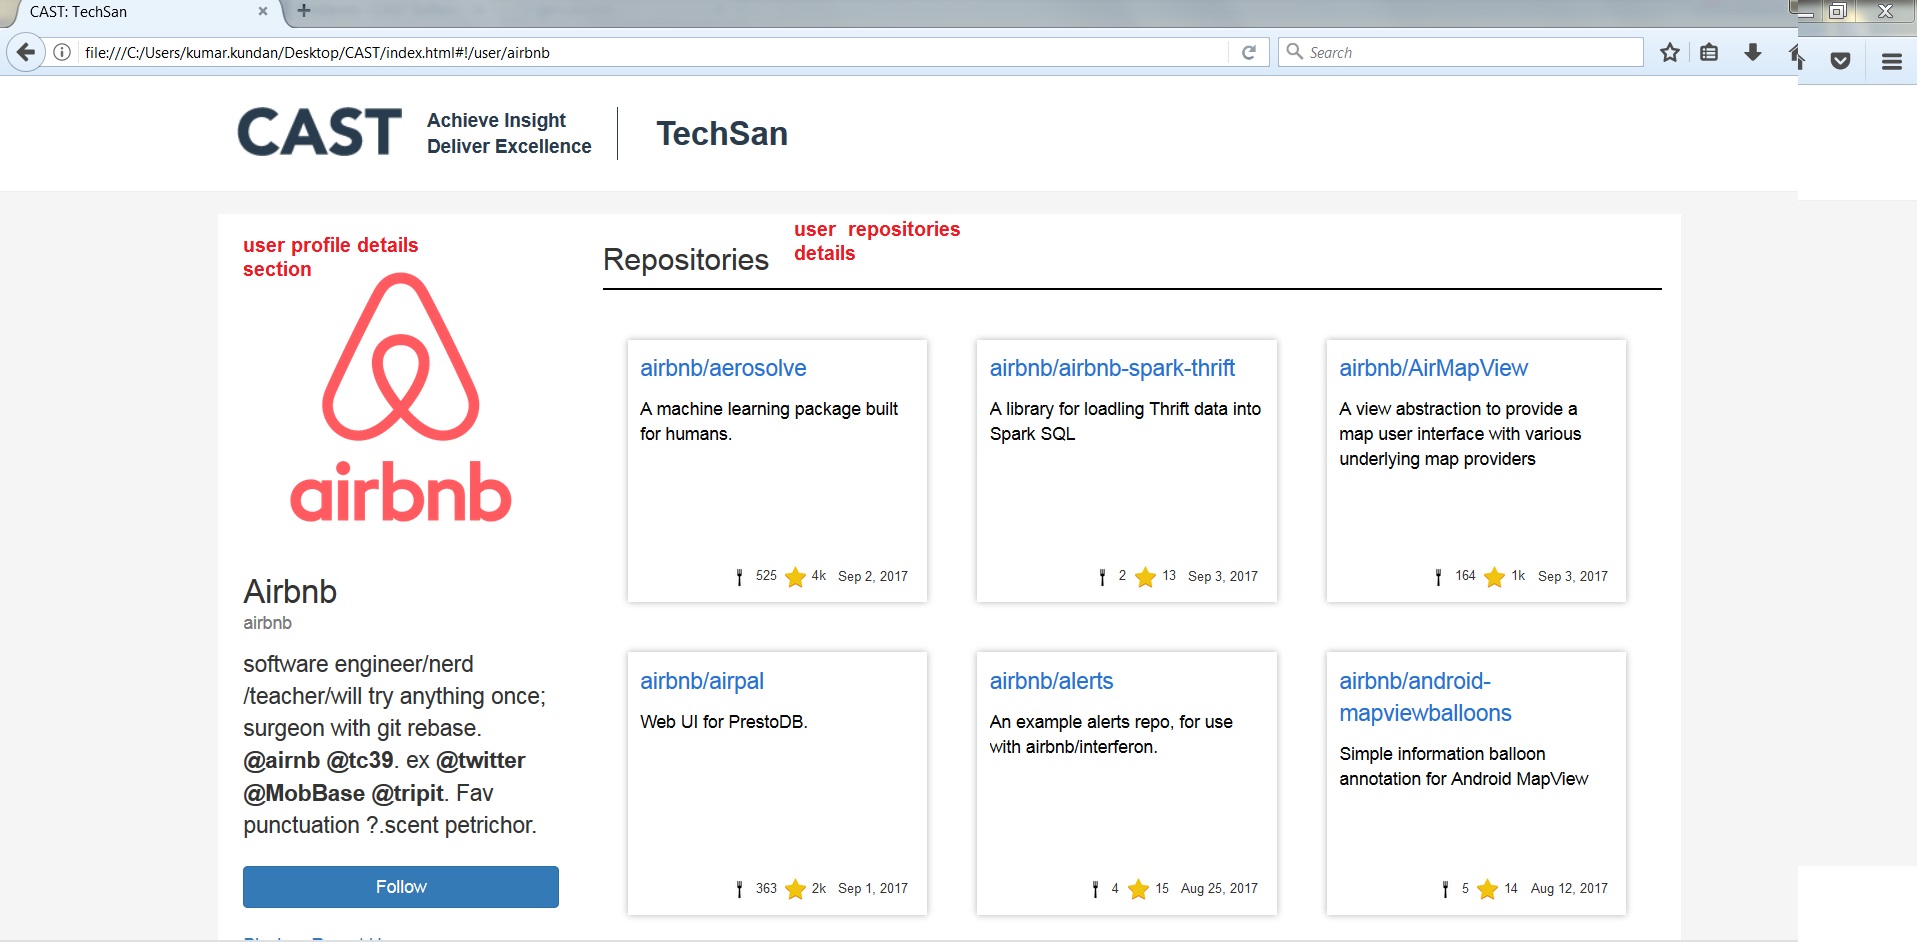 CAST: TechSan
file:///C:/Users/kumar.kundan/Desktop/CAST/index.html#!/user/airbnb
Search
CAST
Achieve Insight
Deliver Excellence
TechSan
user profile details
section
airbnb
Airbnb
airbnb
software engineer/nerd
/teacher/will try anything once;
surgeon with git rebase.
@airnb @tc39. ex @twitter
@MobBase @tripit. Fav
punctuation ?.scent petrichor.
Follow
Repositories
user repositories
details
airbnb/aerosolve
A machine learning package built
for humans.
525 4k Sep 2, 2017
airbnb/airbnb-spark-thrift
A library for loadling Thrift data into
Spark SQL
2 13 Sep 3, 2017
airbnb/AirMapView
A view abstraction to provide a
map user interface with various
underlying map providers
164 1k Sep 3, 2017
airbnb/airpal
Web UI for PrestoDB.
363 2k Sep 1, 2017
airbnb/alerts
An example alerts repo, for use
with airbnb/interferon.
4 15 Aug 25, 2017
airbnb/android-
mapviewballoons
Simple information balloon
annotation for Android MapView
5 14 Aug 12, 2017